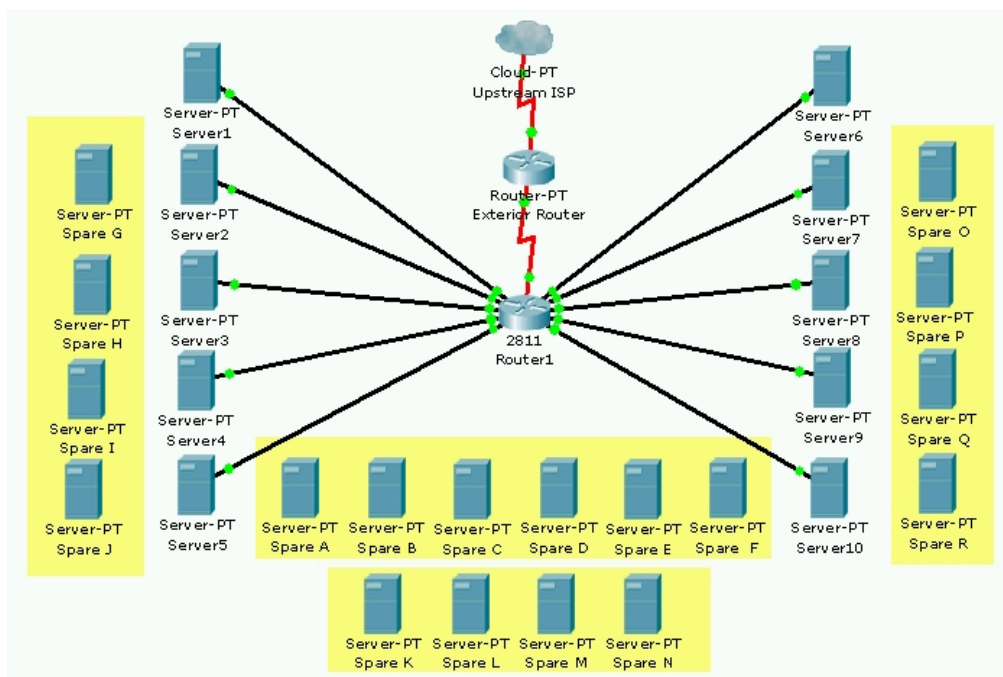 Cloud-PT
Upstream ISP
Server-PT
Server1
Server-PT
Server6
Router-PT
Exterior Router
Server-PT
Spare G
Server-PT
Server2
Server-PT
Server7
Server-PT
Spare O
Server-PT
Spare H
Server-PT
Server3
2811
Router1
Server-PT
Server8
Server-PT
Spare P
Server-PT
Spare I
Server-PT
Server4
Server-PT
Server9
Server-PT
Spare Q
Server-PT
Spare J
Server-PT
Server5
Server-PT
Spare A
Server-PT
Spare B
Server-PT
Spare C
Server-PT
Spare D
Server-PT
Spare E
Server-PT
Spare F
Server-PT
Server10
Server-PT
Spare R
Server-PT
Spare K
Server-PT
Spare L
Server-PT
Spare M
Server-PT
Spare N